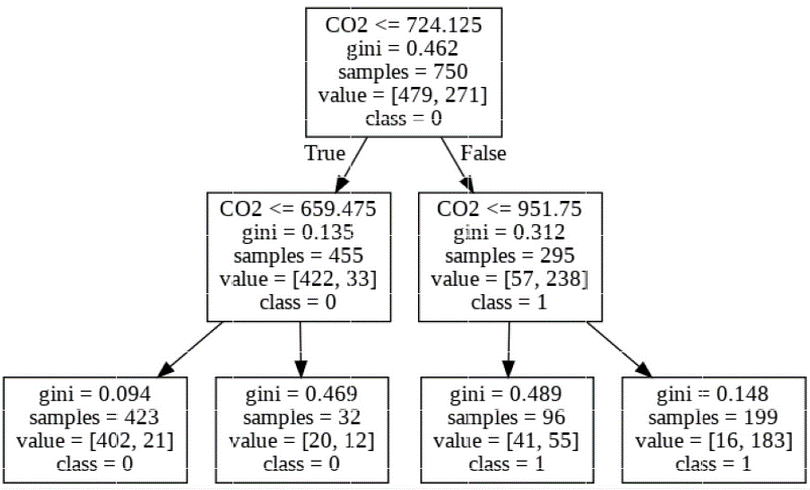 CO2 <= 724.125
gini = 0.462
samples = 750
value = [479, 271]
class = 0
True
False
CO2 <= 659.475
gini = 0.135
samples = 455
value = [422, 33]
class = 0
CO2 <= 951.75
gini = 0.312
samples = 295
value = [57, 238]
class = 1
gini = 0.094
samples = 423
value = [402, 21]
class = 0
gini = 0.469
samples = 32
value = [20, 12]
class = 0
gini = 0.489
samples = 96
value = [41, 55]
class = 1
gini = 0.148
samples = 199
value = [16, 183]
class = 1